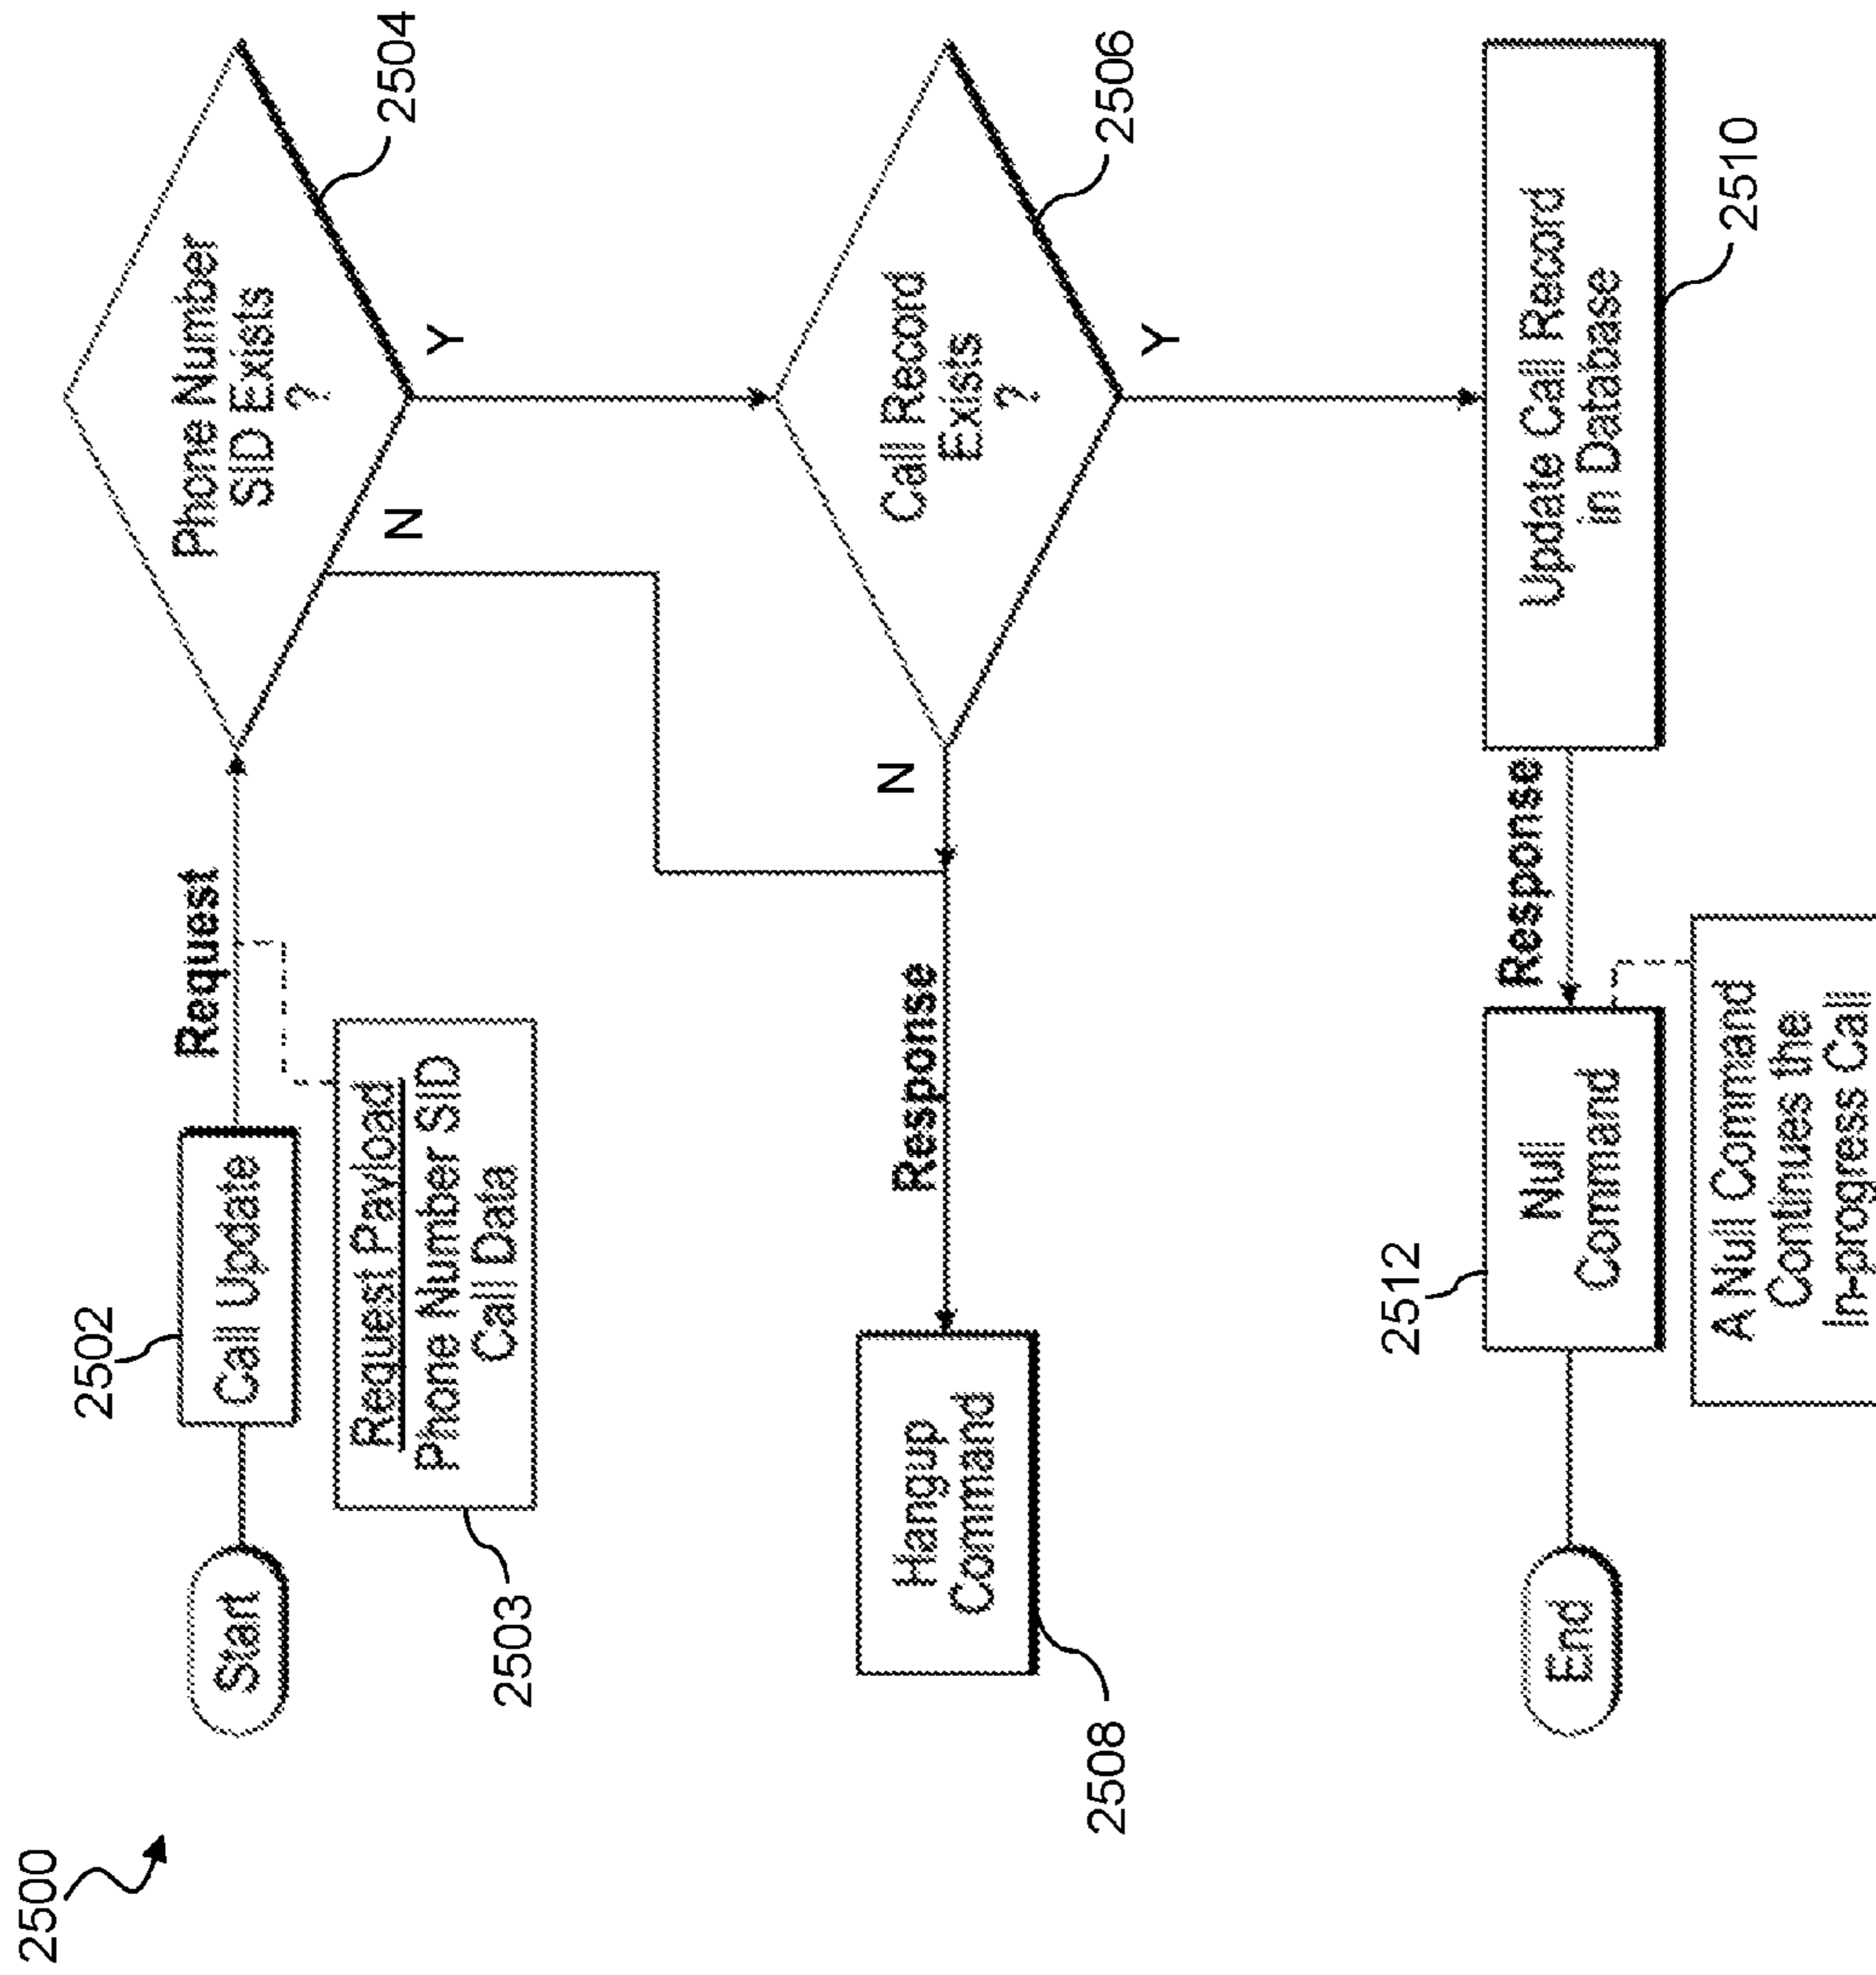 2500
Start
2502
Call Update
Request
2503
Request Payload
Phone Number SID
Call Data
Phone Number
SID Exists
?
2504
N
Y
Call Record
Exists
?
2506
N
Y
Response
Hangup
Command
2508
Update Call Record
in Database
2510
Response
2512
Null
Command
A Null Command
Continues the
In-progress Call
End